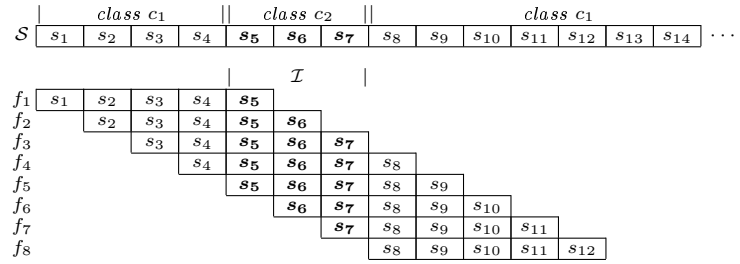 | class c₁ || class c₂ || class c₁
𝒮 s₁ s₂ s₃ s₄ s₅ s₆ s₇ s₈ s₉ s₁₀ s₁₁ s₁₂ s₁₃ s₁₄ ⋯
| ℐ |
f₁ s₁ s₂ s₃ s₄ s₅
f₂ s₂ s₃ s₄ s₅ s₆
f₃ s₃ s₄ s₅ s₆ s₇
f₄ s₄ s₅ s₆ s₇ s₈
f₅ s₅ s₆ s₇ s₈ s₉
f₆ s₆ s₇ s₈ s₉ s₁₀
f₇ s₇ s₈ s₉ s₁₀ s₁₁
f₈ s₈ s₉ s₁₀ s₁₁ s₁₂